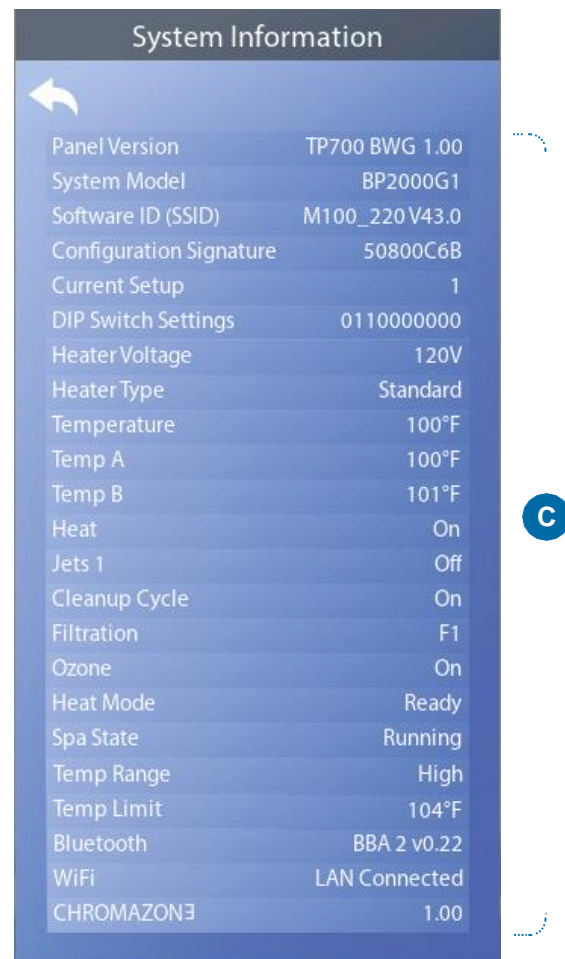 System Information
Panel Version TP700 BWG 1.00
System Model BP2000G1
Software ID (SSID) M100_220 V43.0
Configuration Signature 50800C6B
Current Setup 1
DIP Switch Settings 0110000000
Heater Voltage 120V
Heater Type Standard
Temperature 100°F
Temp A 100°F
Temp B 101°F
C
Heat On
Jets 1 Off
Cleanup Cycle On
Filtration F1
Ozone On
Heat Mode Ready
Spa State Running
Temp Range High
Temp Limit 104°F
Bluetooth BBA 2 v0.22
WiFi LAN Connected
CHROMAZONƎ 1.00